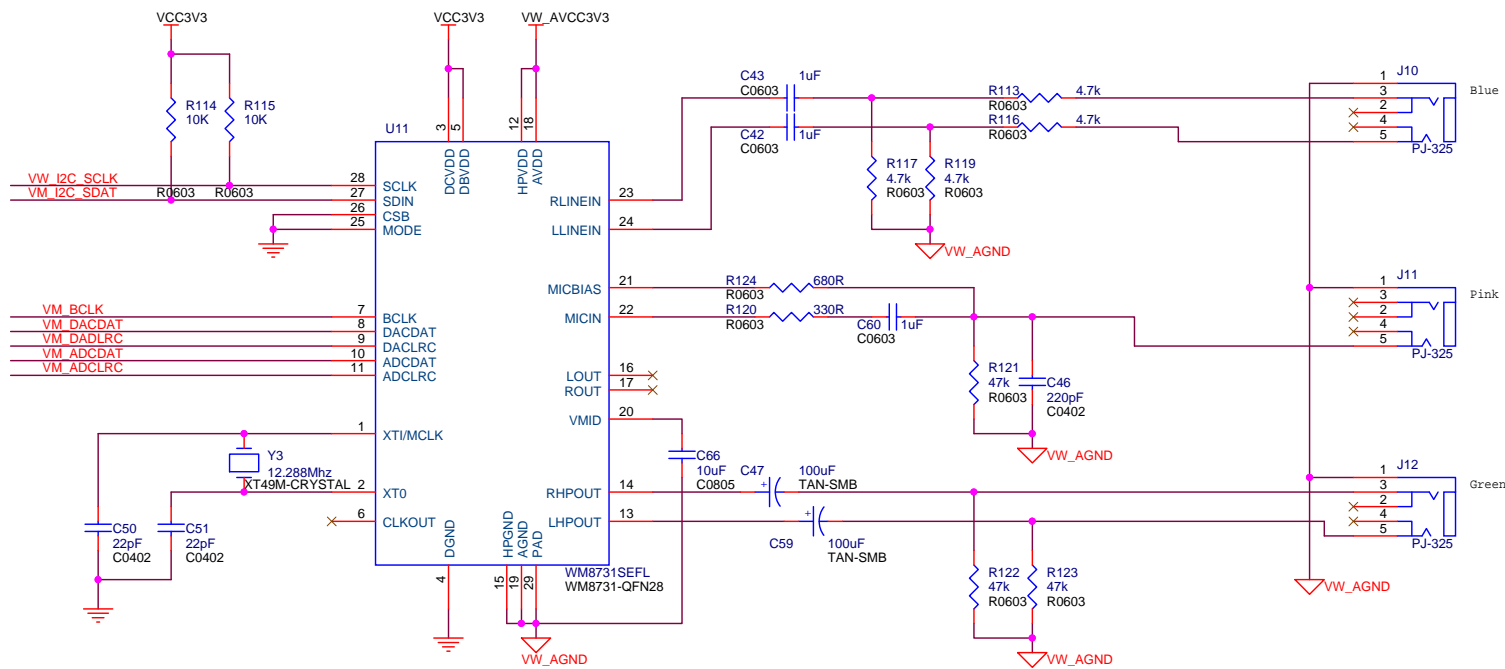 VCC3V3
VCC3V3
VW_AVCC3V3
R114
10K
R0603
R115
10K
R0603
U11
3
5
12
18
DCVDD
DBVDD
HPVDD
AVDD
VW_I2C_SCLK
28
SCLK
VM_I2C_SDAT
27
SDIN
26
CSB
25
MODE
VM_BCLK
7
BCLK
VM_DACDAT
8
DACDAT
VM_DADLRC
9
DACLRC
VM_ADCDAT
10
ADCDAT
VM_ADCLRC
11
ADCLRC
1
XTI/MCLK
Y3
12.288Mhz
XT49M-CRYSTAL
2
XT0
6
CLKOUT
C50
22pF
C0402
C51
22pF
C0402
RLINEIN
23
LLINEIN
24
MICBIAS
21
MICIN
22
LOUT
16
ROUT
17
VMID
20
RHPOUT
14
LHPOUT
13
DGND
4
HPGND
AGND
PAD
15
19
29
WM8731SEFL
WM8731-QFN28
VW_AGND
C43
1uF
C0603
C42
1uF
C0603
R113
4.7k
R0603
R116
4.7k
R0603
R117
4.7k
R0603
R119
4.7k
R0603
VW_AGND
R124
680R
R0603
R120
330R
R0603
C60
1uF
C0603
R121
47k
R0603
C46
220pF
C0402
VW_AGND
C66
10uF
C0805
C47
+
100uF
TAN-SMB
C59
+
100uF
TAN-SMB
R122
47k
R0603
R123
47k
R0603
VW_AGND
J10
1
3
2
4
5
PJ-325
Blue
J11
1
3
2
4
5
PJ-325
Pink
J12
1
3
2
4
5
PJ-325
Green
VW_AGND